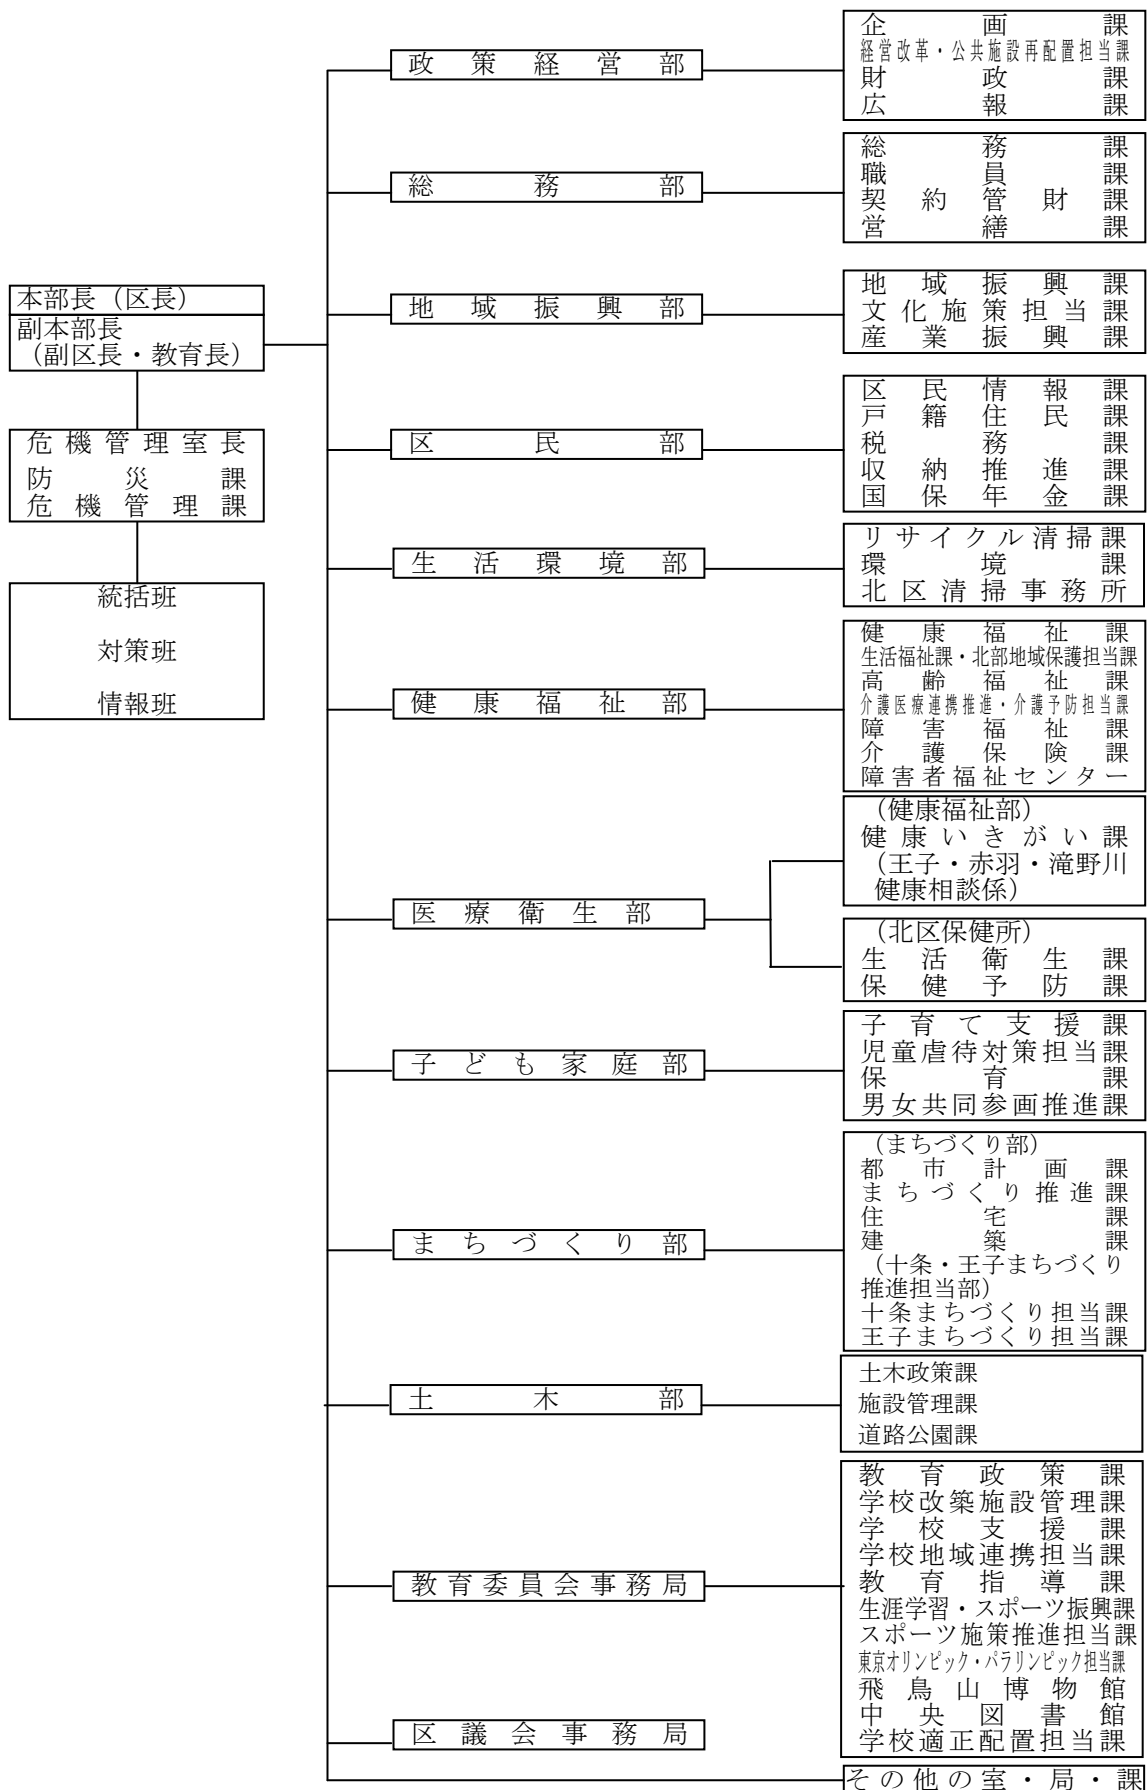 本部長（区長）
副本部長
（副区長・教育長）
危機管理室長
防災課
危機管理課
統括班
対策班
情報班
政策経営部
企画課
経営改革・公共施設再配置担当課
財政課
広報課
総務部
総務課
職員課
契約管財課
営繕課
地域振興部
地域振興課
文化施策担当課
産業振興課
区民部
区民情報課
戸籍住民課
税務課
収納推進課
国保年金課
生活環境部
リサイクル清掃課
環境課
北区清掃事務所
健康福祉部
健康福祉課
生活福祉課・北部地域保護担当課
高齢福祉課
介護医療連携推進・介護予防担当課
障害福祉課
介護保険課
障害者福祉センター
医療衛生部
（健康福祉部）
健康いきがい課
（王子・赤羽・滝野川
健康相談係）
（北区保健所）
生活衛生課
保健予防課
子ども家庭部
子育て支援課
児童虐待対策担当課
保育課
男女共同参画推進課
まちづくり部
（まちづくり部）
都市計画課
まちづくり推進課
住宅課
建築課
（十条・王子まちづくり
推進担当部）
十条まちづくり担当課
王子まちづくり担当課
土木部
土木政策課
施設管理課
道路公園課
教育委員会事務局
教育政策課
学校改築施設管理課
学校支援課
学校地域連携担当課
教育指導課
生涯学習・スポーツ振興課
スポーツ施策推進担当課
東京オリンピック・パラリンピック担当課
飛鳥山博物館
中央図書館
学校適正配置担当課
区議会事務局
その他の室・局・課